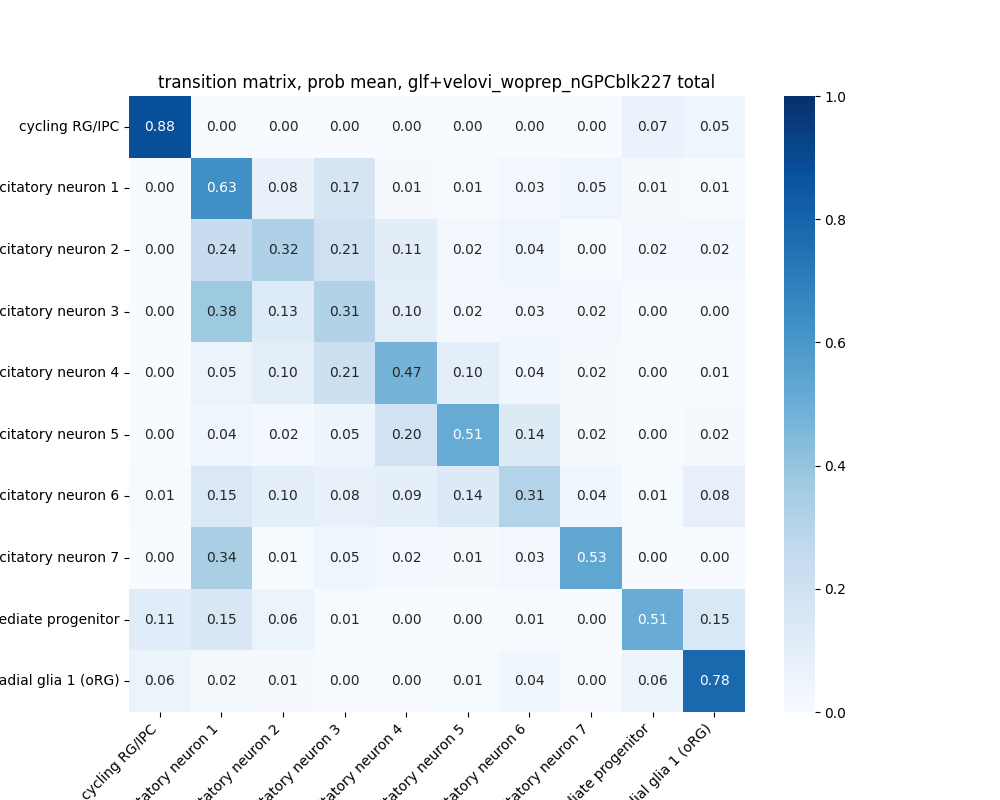 transition matrix, prob mean, glf+velovi_woprep_nGPCblk227 total
cycling RG/IPC 0.88 0.00 0.00 0.00 0.00 0.00 0.00 0.00 0.07 0.05
citatory neuron 1 0.00 0.63 0.08 0.17 0.01 0.01 0.03 0.05 0.01 0.01
citatory neuron 2 0.00 0.24 0.32 0.21 0.11 0.02 0.04 0.00 0.02 0.02
citatory neuron 3 0.00 0.38 0.13 0.31 0.10 0.02 0.03 0.02 0.00 0.00
citatory neuron 4 0.00 0.05 0.10 0.21 0.47 0.10 0.04 0.02 0.00 0.01
citatory neuron 5 0.00 0.04 0.02 0.05 0.20 0.51 0.14 0.02 0.00 0.02
citatory neuron 6 0.01 0.15 0.10 0.08 0.09 0.14 0.31 0.04 0.01 0.08
citatory neuron 7 0.00 0.34 0.01 0.05 0.02 0.01 0.03 0.53 0.00 0.00
ediate progenitor 0.11 0.15 0.06 0.01 0.00 0.00 0.01 0.00 0.51 0.15
adial glia 1 (oRG) 0.06 0.02 0.01 0.00 0.00 0.01 0.04 0.00 0.06 0.78
cycling RG/IPC
tatory neuron 1
itatory neuron 2
tatory neuron 3
tatory neuron 4
tatory neuron 5
tatory neuron 6
tatory neuron 7
diate progenitor
dial glia 1 (oRG)
1.0
0.8
0.6
0.4
0.2
0.0